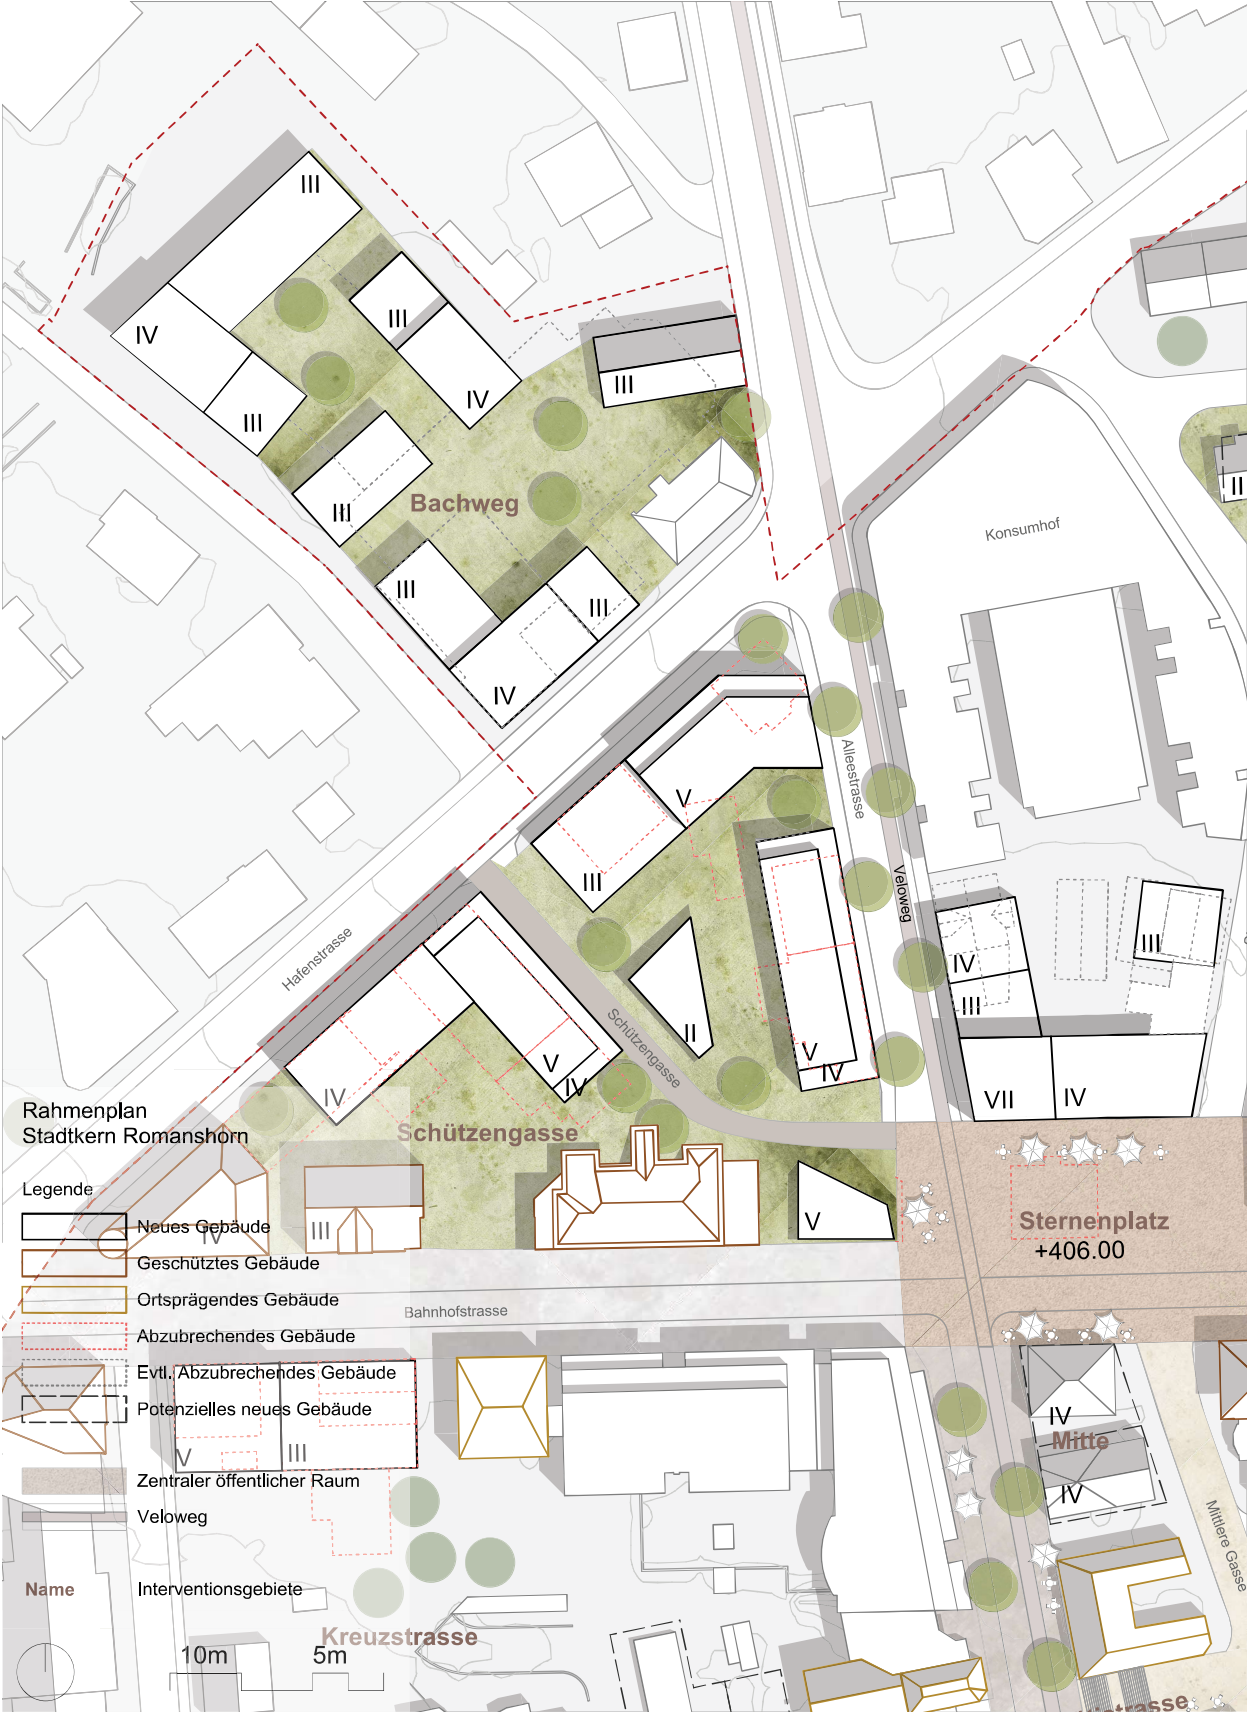 III
IV
III
III
IV
III
III
Bachweg
III
III
IV
Konsumhof
II
Alleestrasse
V
III
Veloweg
Hafenstrasse
IV
III
III
Schützengasse
II
V
IV
V
IV
IV
VII
IV
Schützengasse
V
Sternenplatz
+406.00
Bahnhofstrasse
Rahmenplan
Stadtkern Romanshorn
Legende
Neues Gebäude
IV
III
Geschütztes Gebäude
Ortsprägendes Gebäude
Abzubrechendes Gebäude
Evtl. Abzubrechendes Gebäude
Potenzielles neues Gebäude
V
III
Zentraler öffentlicher Raum
Veloweg
Name
Interventionsgebiete
IV
Mitte
IV
Mittlere Gasse
Kreuzstrasse
10m
5m